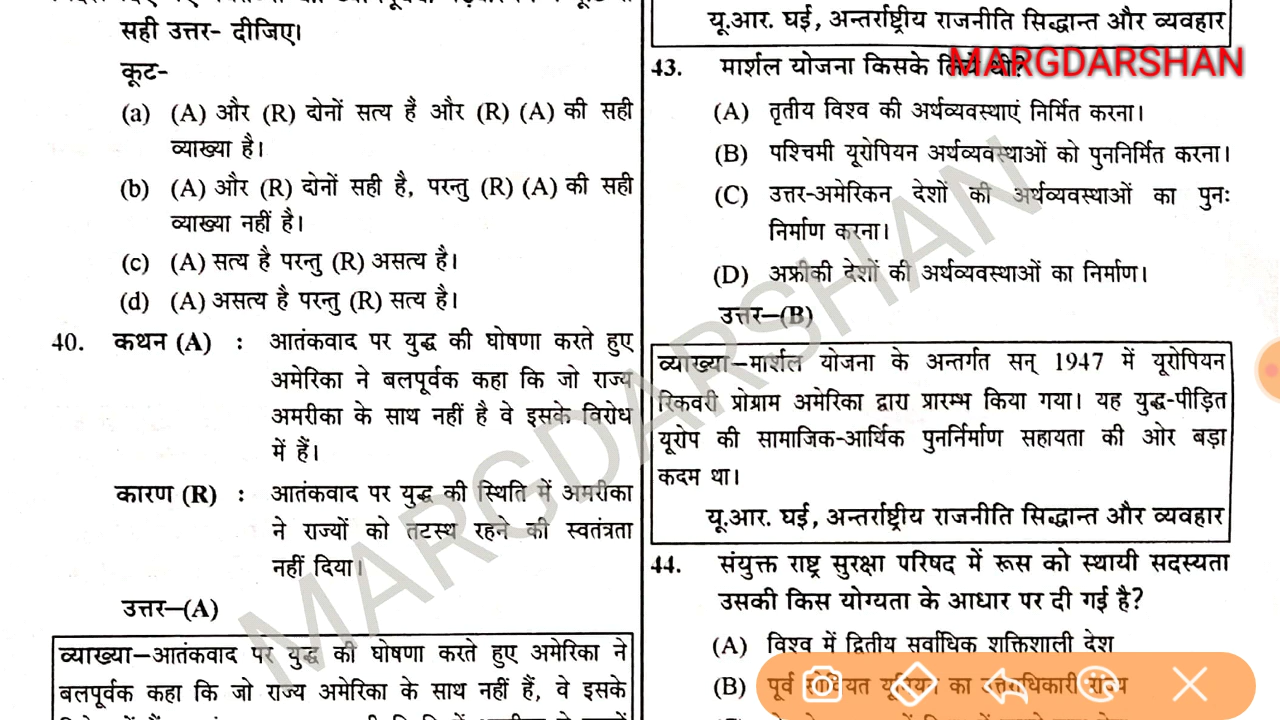 सही उत्तर- दीजिए।
कूट-
(a) (A) और (R) दोनों सत्य हैं और (R) (A) की सही
व्याख्या है।
(b) (A) और (R) दोनों सही है, परन्तु (R) (A) की सही
व्याख्या नहीं है।
(c) (A) सत्य है परन्तु (R) असत्य है।
(d) (A) असत्य है परन्तु (R) सत्य है।
40. कथन (A) : आतंकवाद पर युद्ध की घोषणा करते हुए
अमेरिका ने बलपूर्वक कहा कि जो राज्य
अमरीका के साथ नहीं है वे इसके विरोध
में हैं।
कारण (R) : आतंकवाद पर युद्ध की स्थिति में अमरीका
ने राज्यों को तटस्थ रहने की स्वतंत्रता
नहीं दिया।
उत्तर–(A)
व्याख्या–आतंकवाद पर युद्ध की घोषणा करते हुए अमेरिका ने
बलपूर्वक कहा कि जो राज्य अमेरिका के साथ नहीं हैं, वे इसके
यू.आर. घई, अन्तर्राष्ट्रीय राजनीति सिद्धान्त और व्यवहार
MARGDARSHAN
43. मार्शल योजना किसके लिये थी?
(A) तृतीय विश्व की अर्थव्यवस्थाएं निर्मित करना।
(B) पश्चिमी यूरोपियन अर्थव्यवस्थाओं को पुननिर्मित करना।
(C) उत्तर-अमेरिकन देशों की अर्थव्यवस्थाओं का पुनः
निर्माण करना।
(D) अफ्रीकी देशों की अर्थव्यवस्थाओं का निर्माण।
उत्तर–(B)
व्याख्या–मार्शल योजना के अन्तर्गत सन् 1947 में यूरोपियन
रिकवरी प्रोग्राम अमेरिका द्वारा प्रारम्भ किया गया। यह युद्ध-पीड़ित
यूरोप की सामाजिक-आर्थिक पुनर्निर्माण सहायता की ओर बड़ा
कदम था।
यू.आर. घई, अन्तर्राष्ट्रीय राजनीति सिद्धान्त और व्यवहार
44. संयुक्त राष्ट्र सुरक्षा परिषद में रूस को स्थायी सदस्यता
उसकी किस योग्यता के आधार पर दी गई है?
(A) विश्व में द्वितीय सर्वाधिक शक्तिशाली देश
(B) पूर्व सोवियत यूनियन का उत्तराधिकारी राज्य
MARGDARSHAN